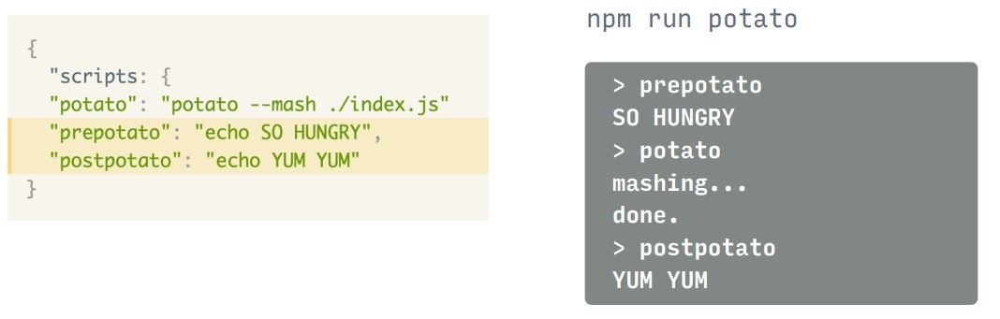 {
"scripts: {
"potato": "potato --mash ./index.js"
"prepotato": "echo SO HUNGRY",
"postpotato": "echo YUM YUM"
}
npm run potato
> prepotato
SO HUNGRY
> potato
mashing...
done.
> postpotato
YUM YUM